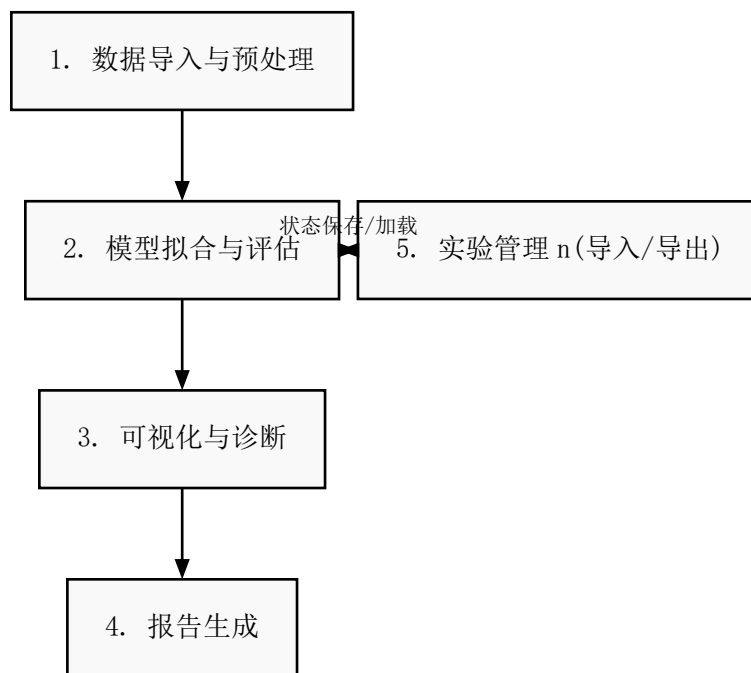 1. 数据导入与预处理
状态保存/加载
2. 模型拟合与评估
5. 实验管理n(导入/导出)
3. 可视化与诊断
4. 报告生成